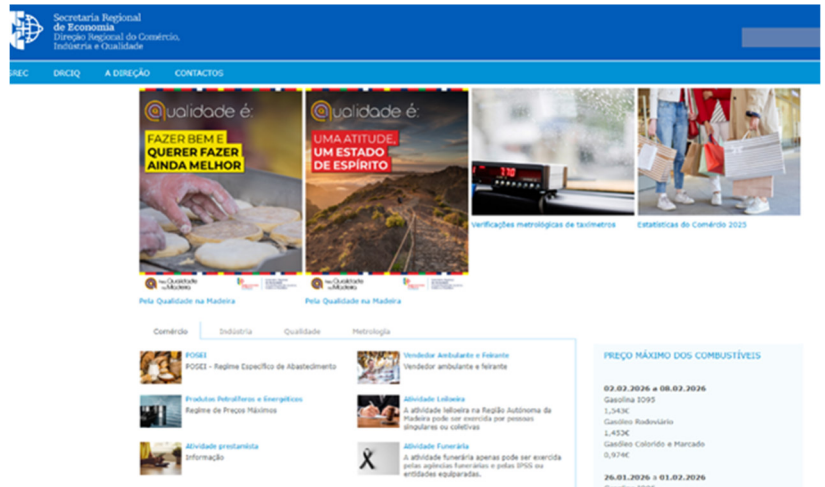 Secretaria Regional
de Economia
Direção Regional do Comércio,
Indústria e Qualidade
SREC DRCIQ A DIREÇÃO CONTACTOS
Qualidade é:
FAZER BEM E
QUERER FAZER
AINDA MELHOR
Qualidade é:
UMA ATITUDE,
UM ESTADO
DE ESPÍRITO
Pela Qualidade na Madeira
Pela Qualidade na Madeira
Verificações metrológicas de taxímetros
Estatísticas do Comércio 2025
Comércio Indústria Qualidade Metrologia
POSEI
POSEI - Regime Específico de Abastecimento
Vendedor Ambulante e Feirante
Vendedor ambulante e feirante
Produtos Petrolíferos e Energéticos
Regime de Preços Máximos
Atividade Leiloeira
A atividade leiloeira na Região Autónoma da
Madeira pode ser exercida por pessoas
singulares ou coletivas
Atividade prestamista
Informação
Atividade Funerária
A atividade funerária apenas pode ser exercida
pelas agências funerárias e pelas IPSS ou
entidades equiparadas.
PREÇO MÁXIMO DOS COMBUSTÍVEIS
02.02.2026 a 08.02.2026
Gasolina IO95
1,543€
Gasóleo Rodoviário
1,453€
Gasóleo Colorido e Marcado
0,974€
26.01.2026 a 01.02.2026